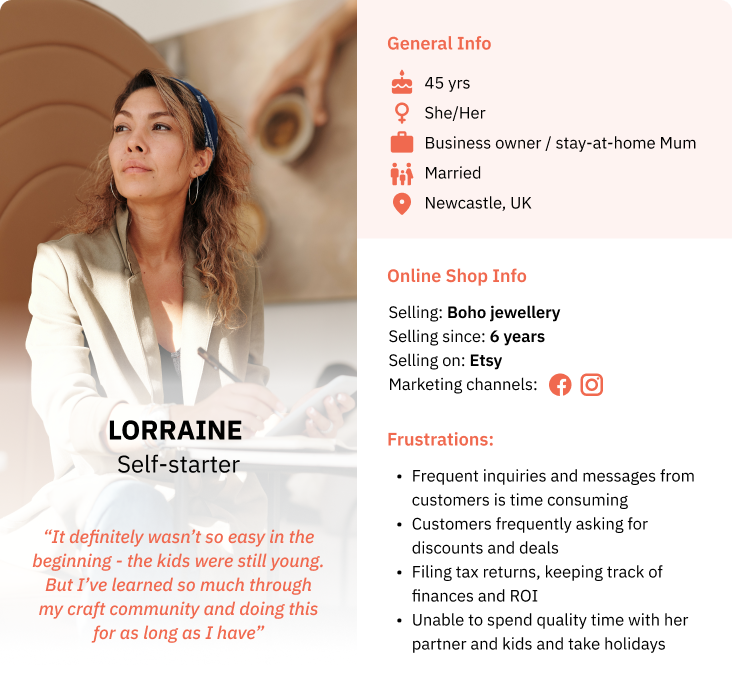 LORRAINE
Self-starter
“It definitely wasn’t so easy in the
beginning - the kids were still young.
But I’ve learned so much through
my craft community and doing this
for as long as I have”
General Info
45 yrs
She/Her
Business owner / stay-at-home Mum
Married
Newcastle, UK
Online Shop Info
Selling: Boho jewellery
Selling since: 6 years
Selling on: Etsy
Marketing channels:
Frustrations:
• Frequent inquiries and messages from
customers is time consuming
• Customers frequently asking for
discounts and deals
• Filing tax returns, keeping track of
finances and ROI
• Unable to spend quality time with her
partner and kids and take holidays